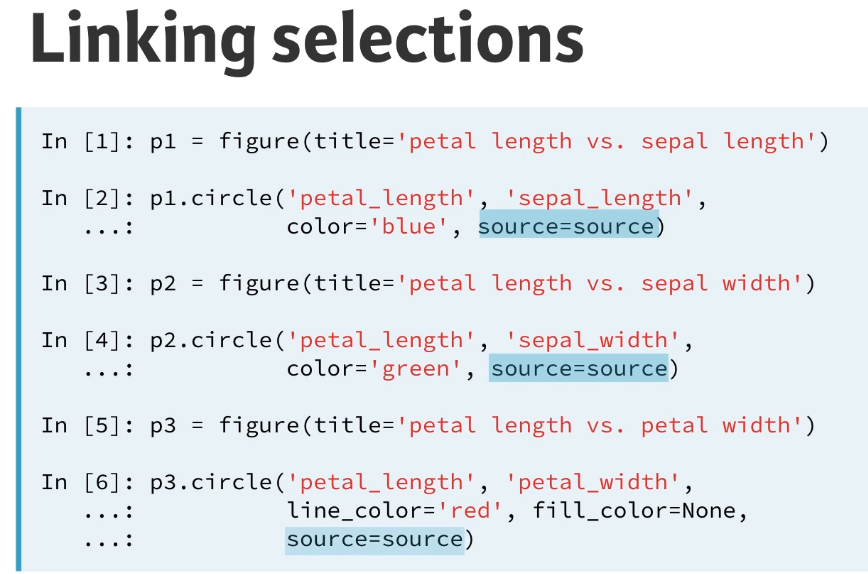 Linking selections
In [1]: p1 = figure(title='petal length vs. sepal length')
In [2]: p1.circle('petal_length', 'sepal_length',
   ...:           color='blue', source=source)
In [3]: p2 = figure(title='petal length vs. sepal width')
In [4]: p2.circle('petal_length', 'sepal_width',
   ...:           color='green', source=source)
In [5]: p3 = figure(title='petal length vs. petal width')
In [6]: p3.circle('petal_length', 'petal_width',
   ...:           line_color='red', fill_color=None,
   ...:           source=source)